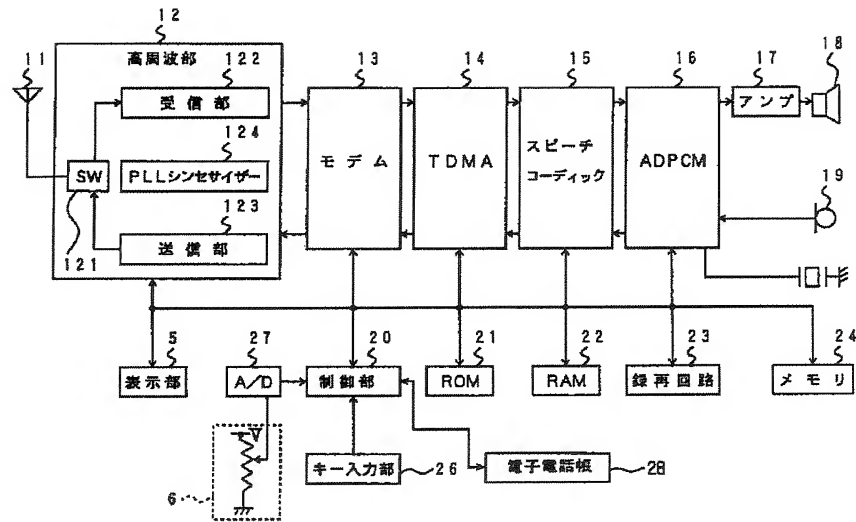 12
11
高周波部
122
受信部
124
SW
PLLシンセサイザー
123
送信部
121
13
モデム
14
TDMA
15
スピーチ
コーディック
16
ADPCM
17
アンプ
18
19
5
表示部
27
A/D
20
制御部
21
ROM
22
RAM
23
録再回路
24
メモリ
V
6
キー入力部
26
電子電話帳
28